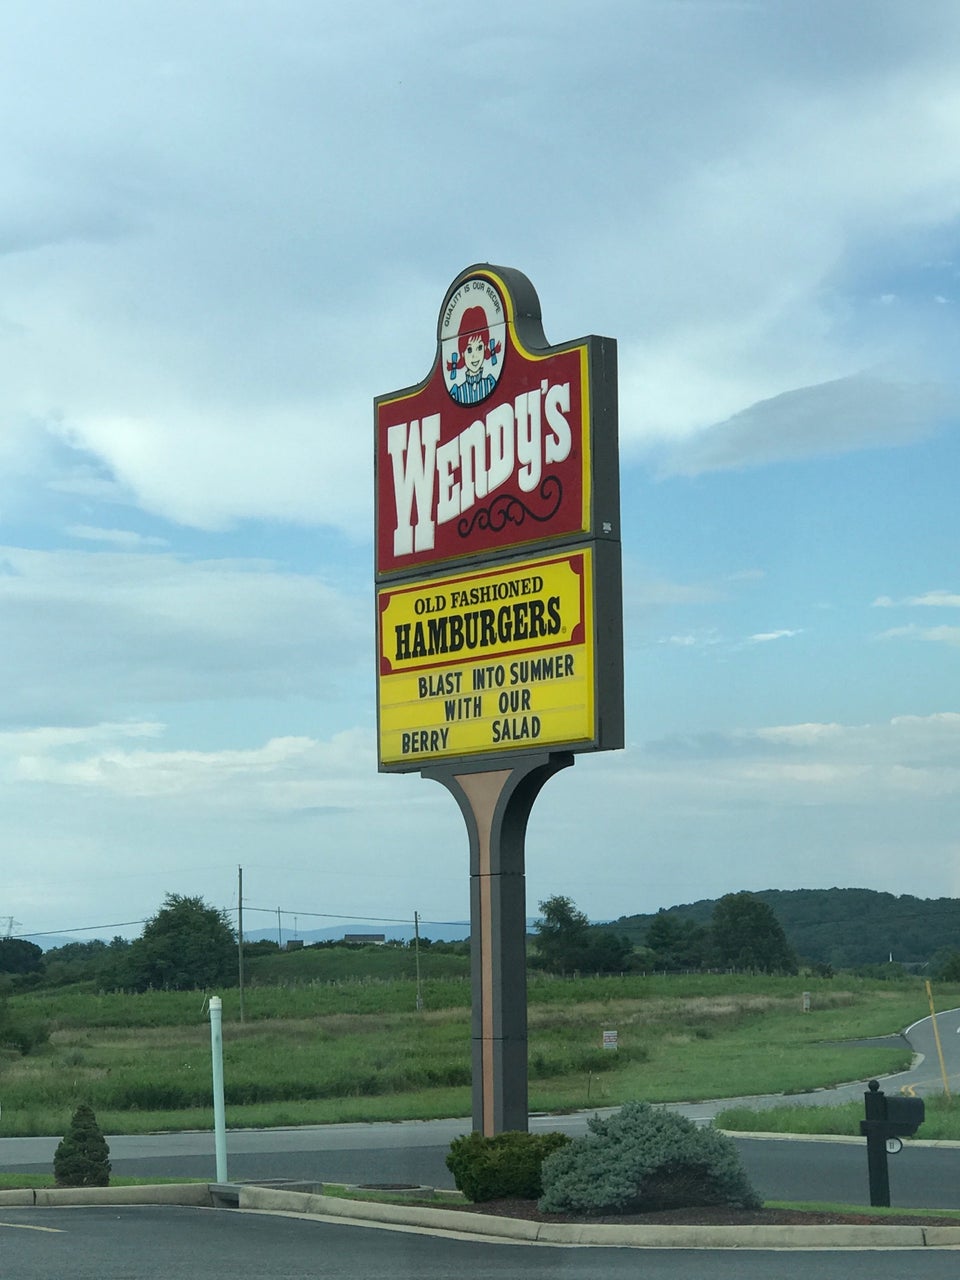 QUALITY IS OUR RECIPE
WENDY'S
OLD FASHIONED
HAMBURGERS®
BLAST INTO SUMMER
WITH OUR
BERRY SALAD